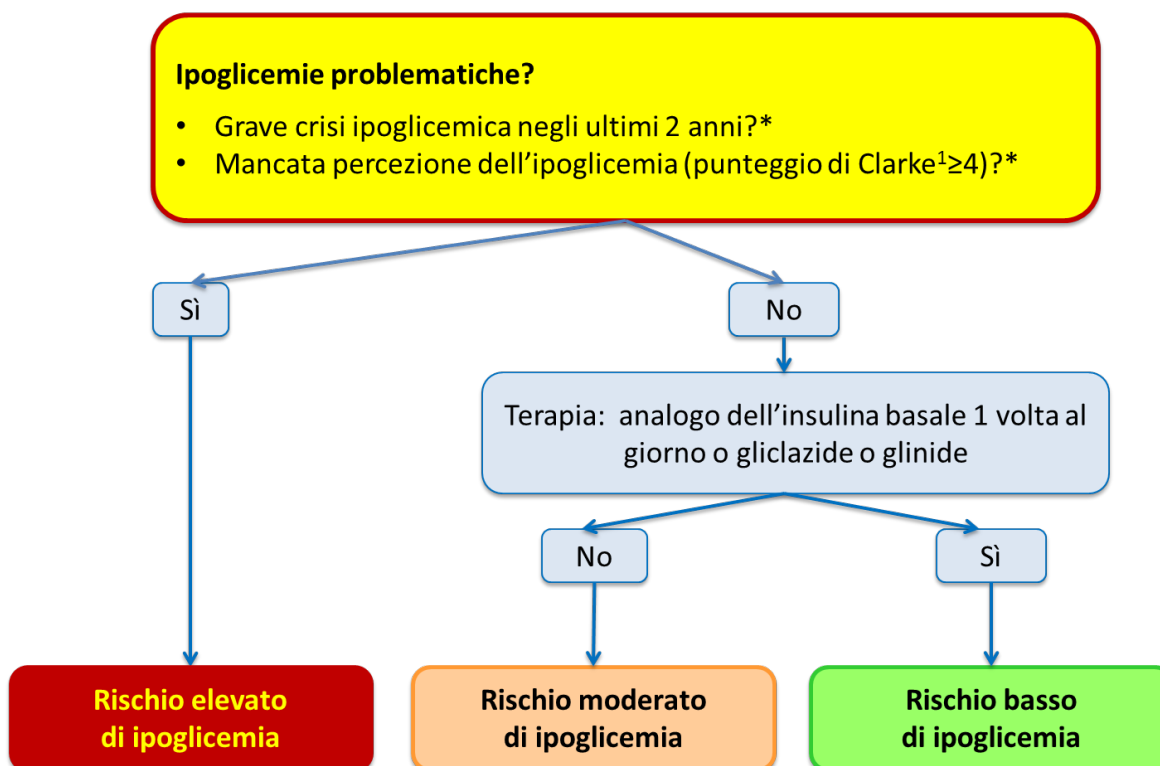 Ipoglicemie problematiche?
• Grave crisi ipoglicemica negli ultimi 2 anni?*
• Mancata percezione dell’ipoglicemia (punteggio di Clarke¹≥4)?*
Sì
No
Terapia: analogo dell’insulina basale 1 volta al
giorno o gliclazide o glinide
No
Sì
Rischio elevato
di ipoglicemia
Rischio moderato
di ipoglicemia
Rischio basso
di ipoglicemia